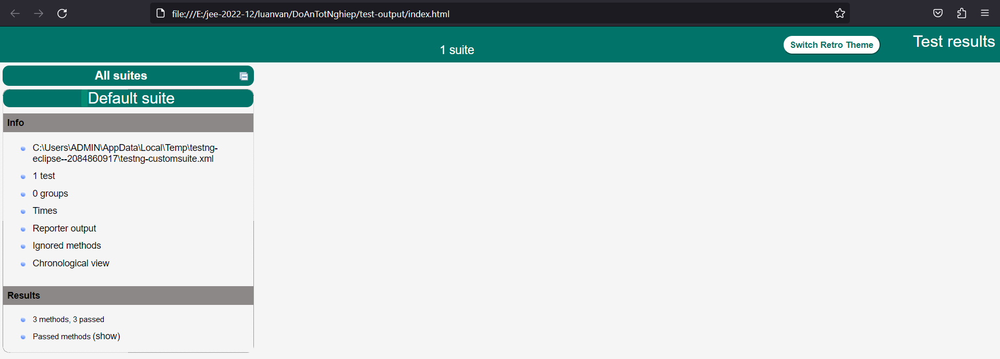 file:///E:/jee-2022-12/luanvan/DoAnTotNghiep/test-output/index.html
1 suite
Switch Retro Theme
Test results
All suites
Default suite
Info
C:\Users\ADMIN\AppData\Local\Temp\testng-
eclipse--2084860917\testng-customsuite.xml
1 test
0 groups
Times
Reporter output
Ignored methods
Chronological view
Results
3 methods, 3 passed
Passed methods (show)